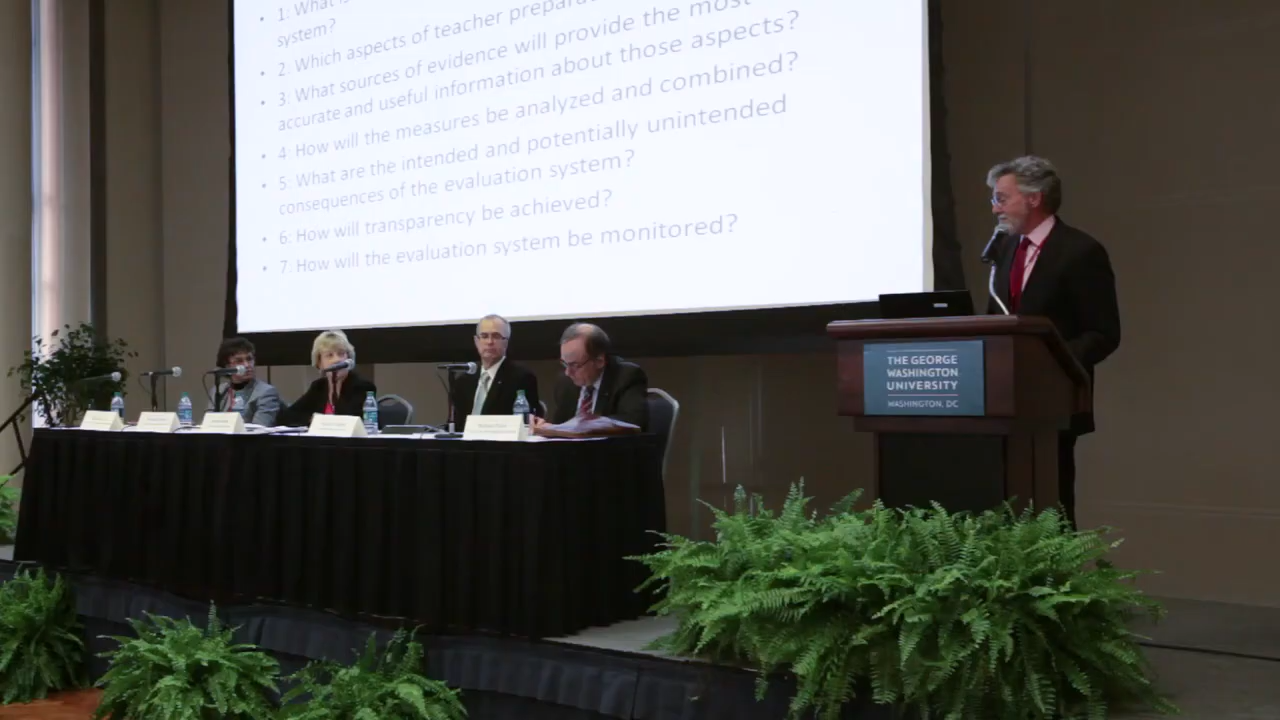 • 1: What is
system?
• 2: Which aspects of teacher
• 3: What sources of evidence will provide the most
accurate and useful information about those aspects?
• 4: How will the measures be analyzed and combined?
• 5: What are the intended and potentially unintended
consequences of the evaluation system?
• 6: How will transparency be achieved?
• 7: How will the evaluation system be monitored?
THE GEORGE
WASHINGTON
UNIVERSITY
WASHINGTON, DC